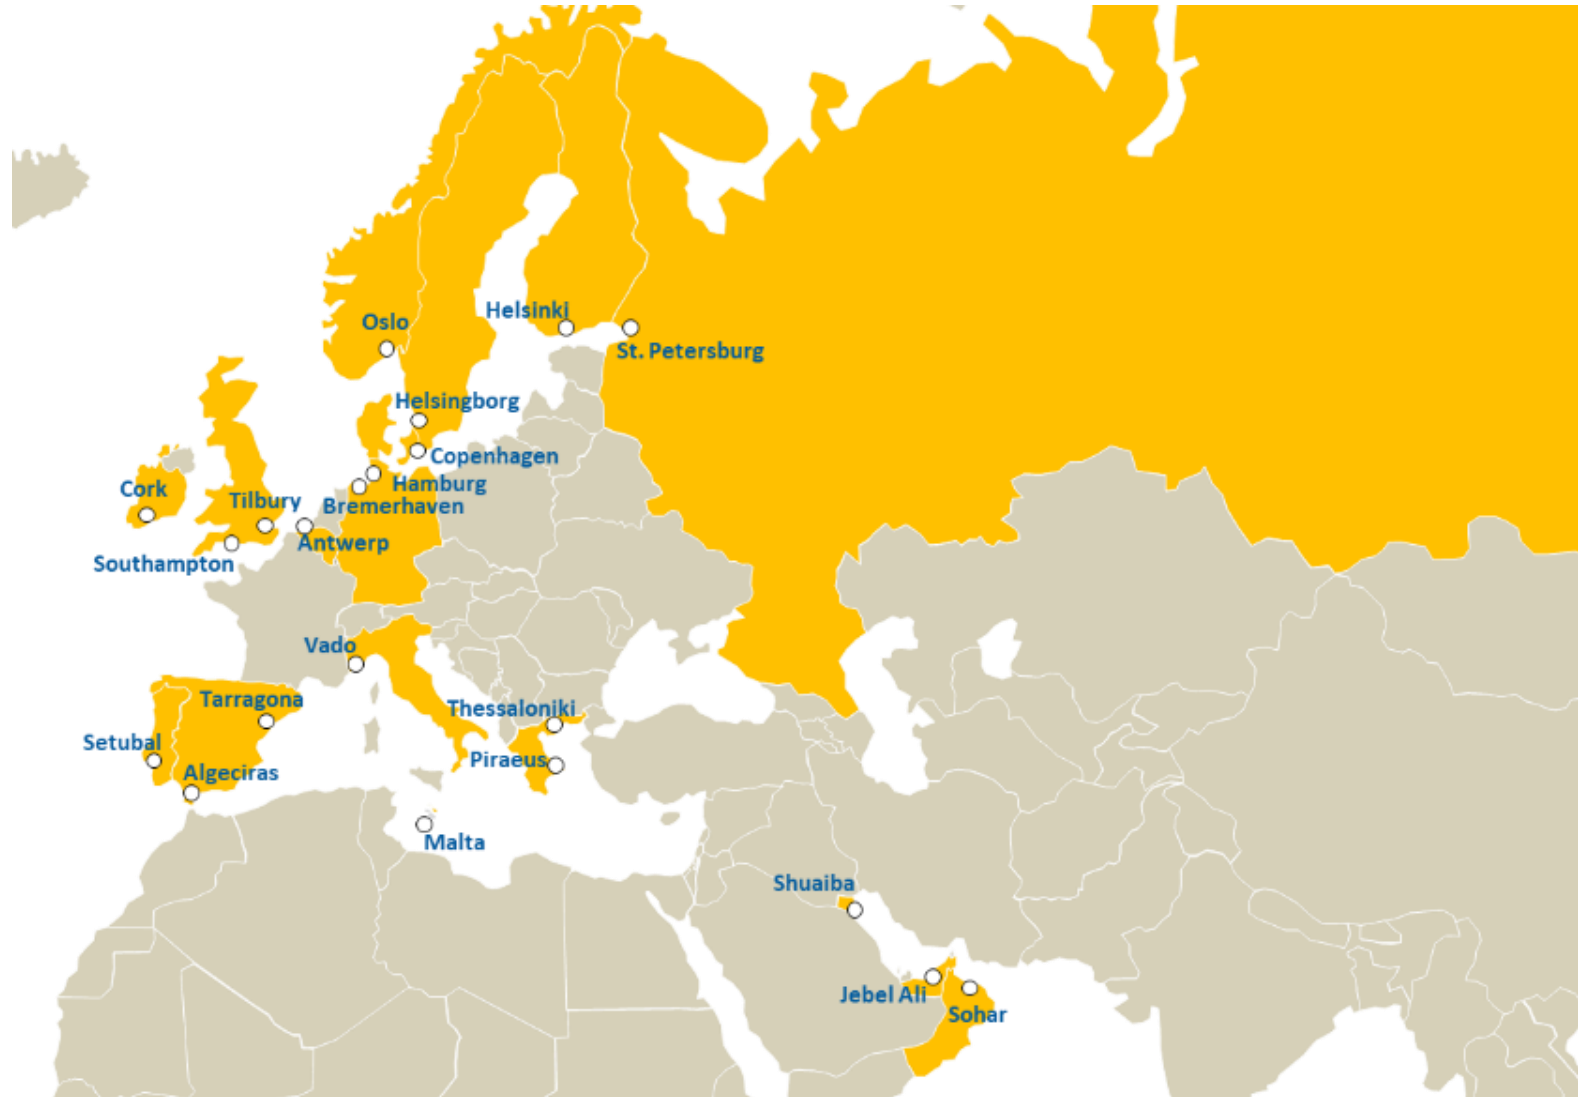 Helsinki
Oslo
St. Petersburg
Helsingborg
Copenhagen
Hamburg
Cork
Tilbury
Bremerhaven
Antwerp
Southampton
Vado
Tarragona
Thessaloniki
Setubal
Piraeus
Algeciras
Malta
Shuaiba
Jebel Ali
Sohar